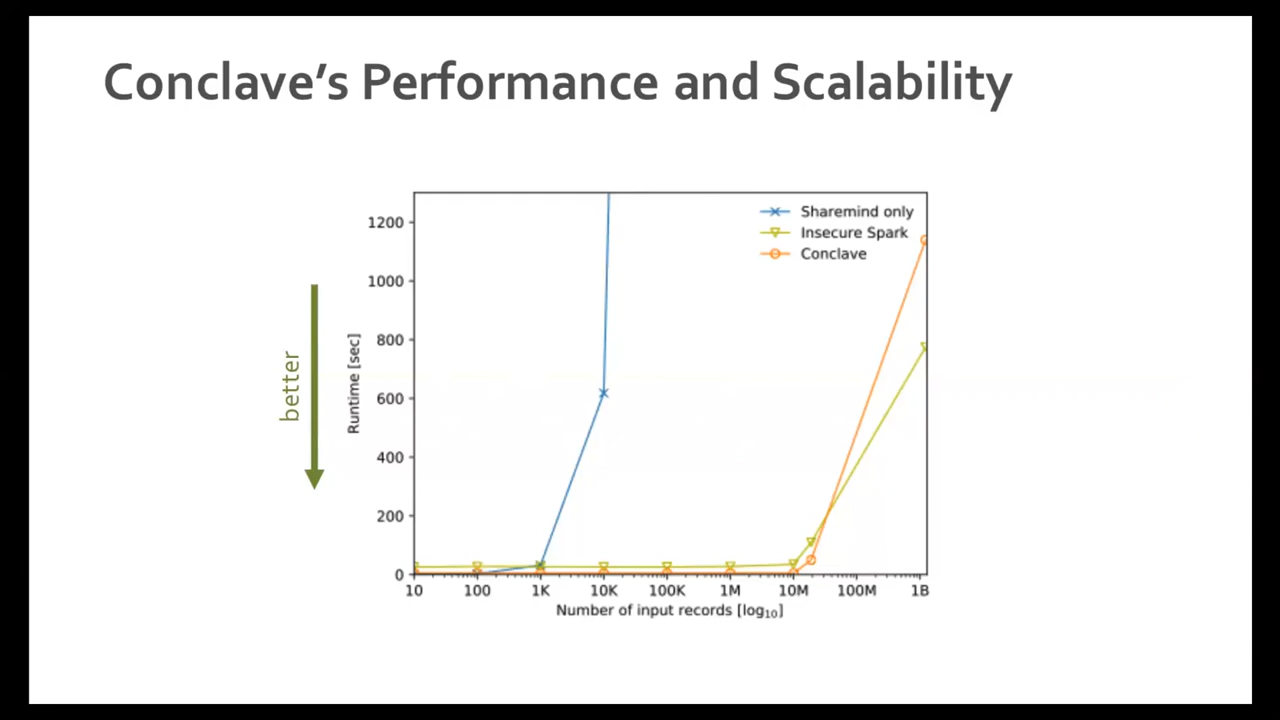 Conclave's Performance and Scalability
better
Runtime [sec]
1200
1000
800
600
400
200
0
Sharemind only
Insecure Spark
Conclave
10 100 1K 10K 100K 1M 10M 100M 1B
Number of input records [log₁₀]